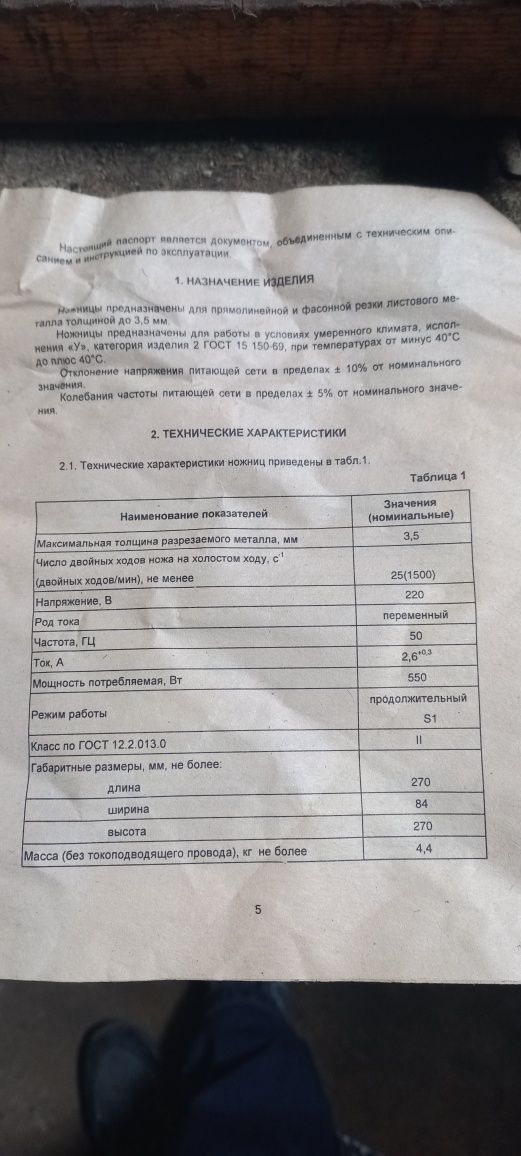 Настоящий паспорт является документом, объединенным с техническим опи-
санием и инструкцией по эксплуатации.
1. НАЗНАЧЕНИЕ ИЗДЕЛИЯ
Ножницы предназначены для прямолинейной и фасонной резки листового ме-
талла толщиной до 3,5 мм.
Ножницы предназначены для работы в условиях умеренного климата, испол-
нения «У», категория изделия 2 ГОСТ 15 150-69, при температурах от минус 40°С
до плюс 40°С.
Отклонение напряжения питающей сети в пределах ± 10% от номинального
значения.
Колебания частоты питающей сети в пределах ± 5% от номинального значе-
ния.
2. ТЕХНИЧЕСКИЕ ХАРАКТЕРИСТИКИ
2.1. Технические характеристики ножниц приведены в табл.1.
Таблица 1
Наименование показателей Значения (номинальные)
Максимальная толщина разрезаемого металла, мм 3,5
Число двойных ходов ножа на холостом ходу, с⁻¹
(двойных ходов/мин), не менее 25(1500)
Напряжение, В 220
Род тока переменный
Частота, ГЦ 50
Ток, А 2,6⁺⁰,³
Мощность потребляемая, Вт 550
Режим работы продолжительный S1
Класс по ГОСТ 12.2.013.0 II
Габаритные размеры, мм, не более:
длина 270
ширина 84
высота 270
Масса (без токоподводящего провода), кг не более 4,4
5